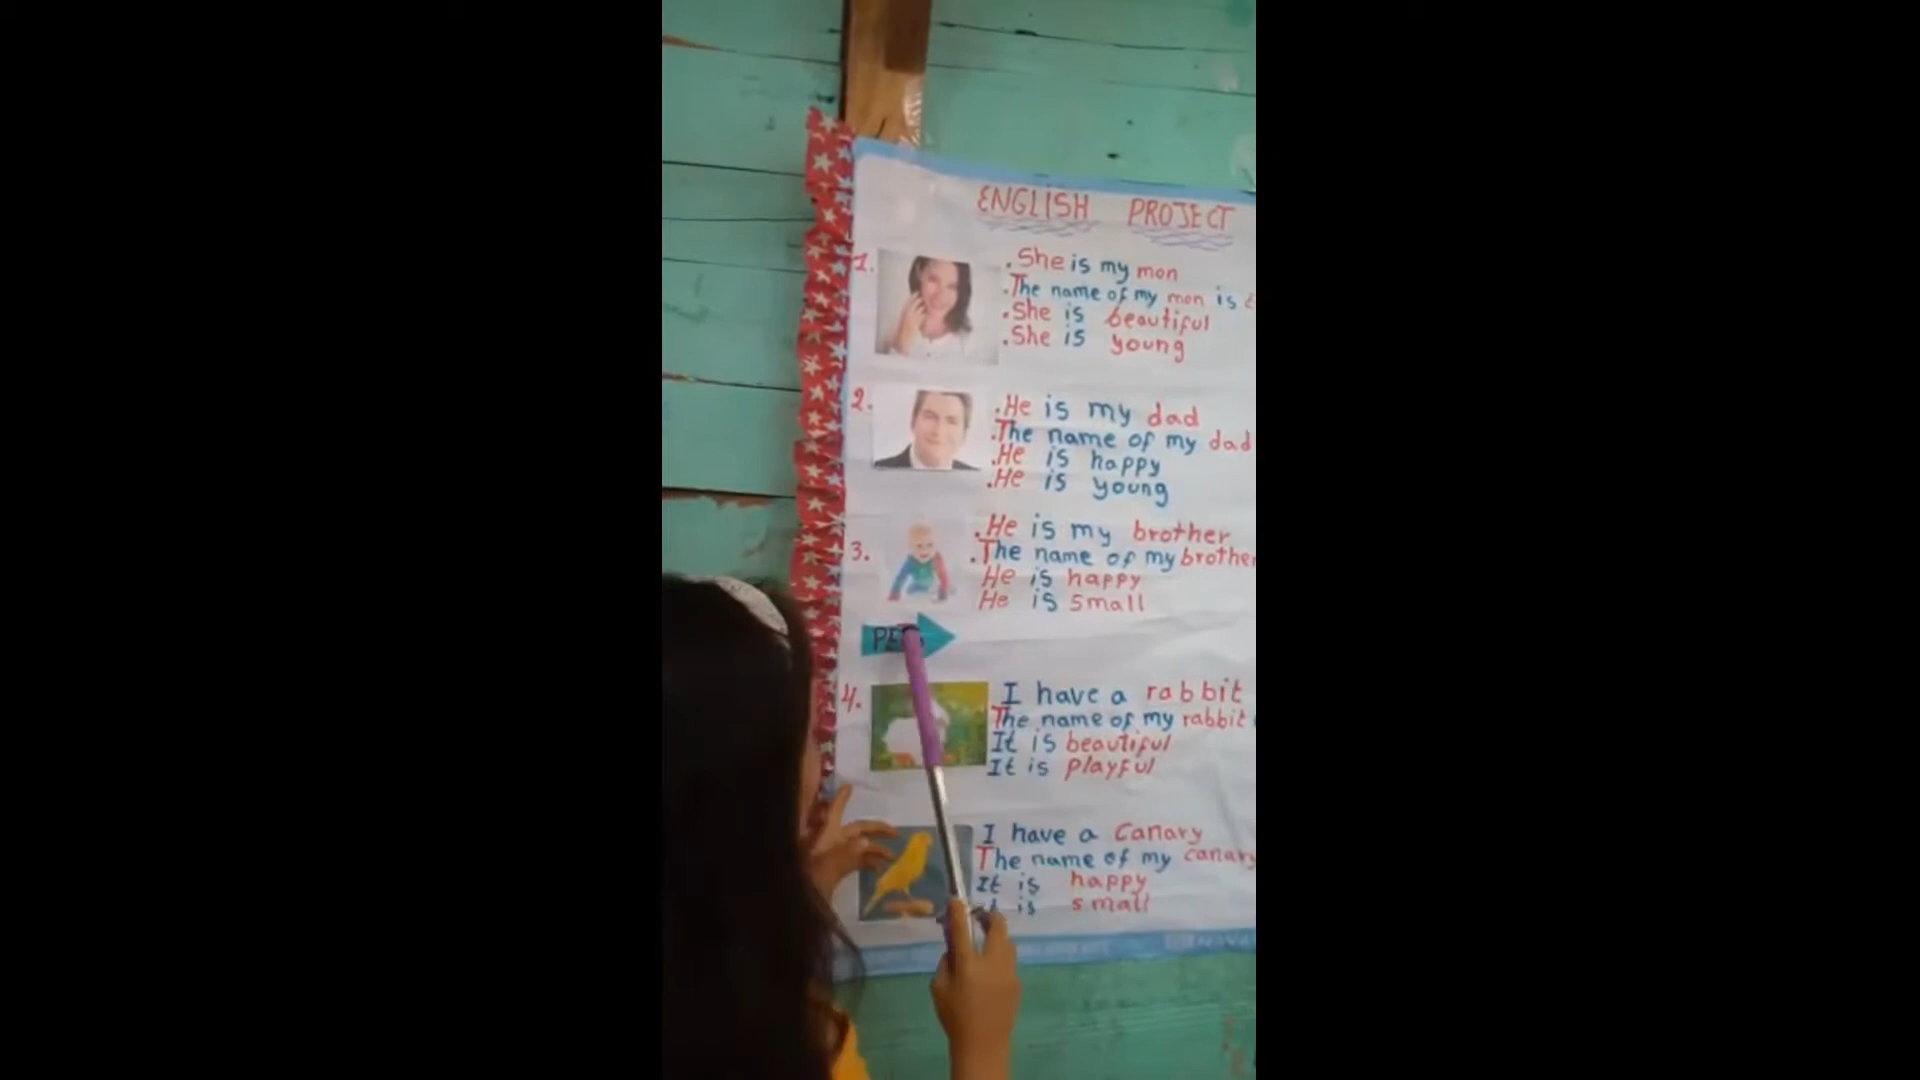 ENGLISH PROJECT
1.
.She is my mon
.The name of my mon is
.She is beautiful
.She is young
2.
.He is my dad
.The name of my dad
.He is happy
.He is young
3.
.He is my brother
.The name of my brother
He is happy
He is small
4.
I have a rabbit
The name of my rabbit
It is beautiful
It is playful
I have a canary
The name of my canary
It is happy
It is small